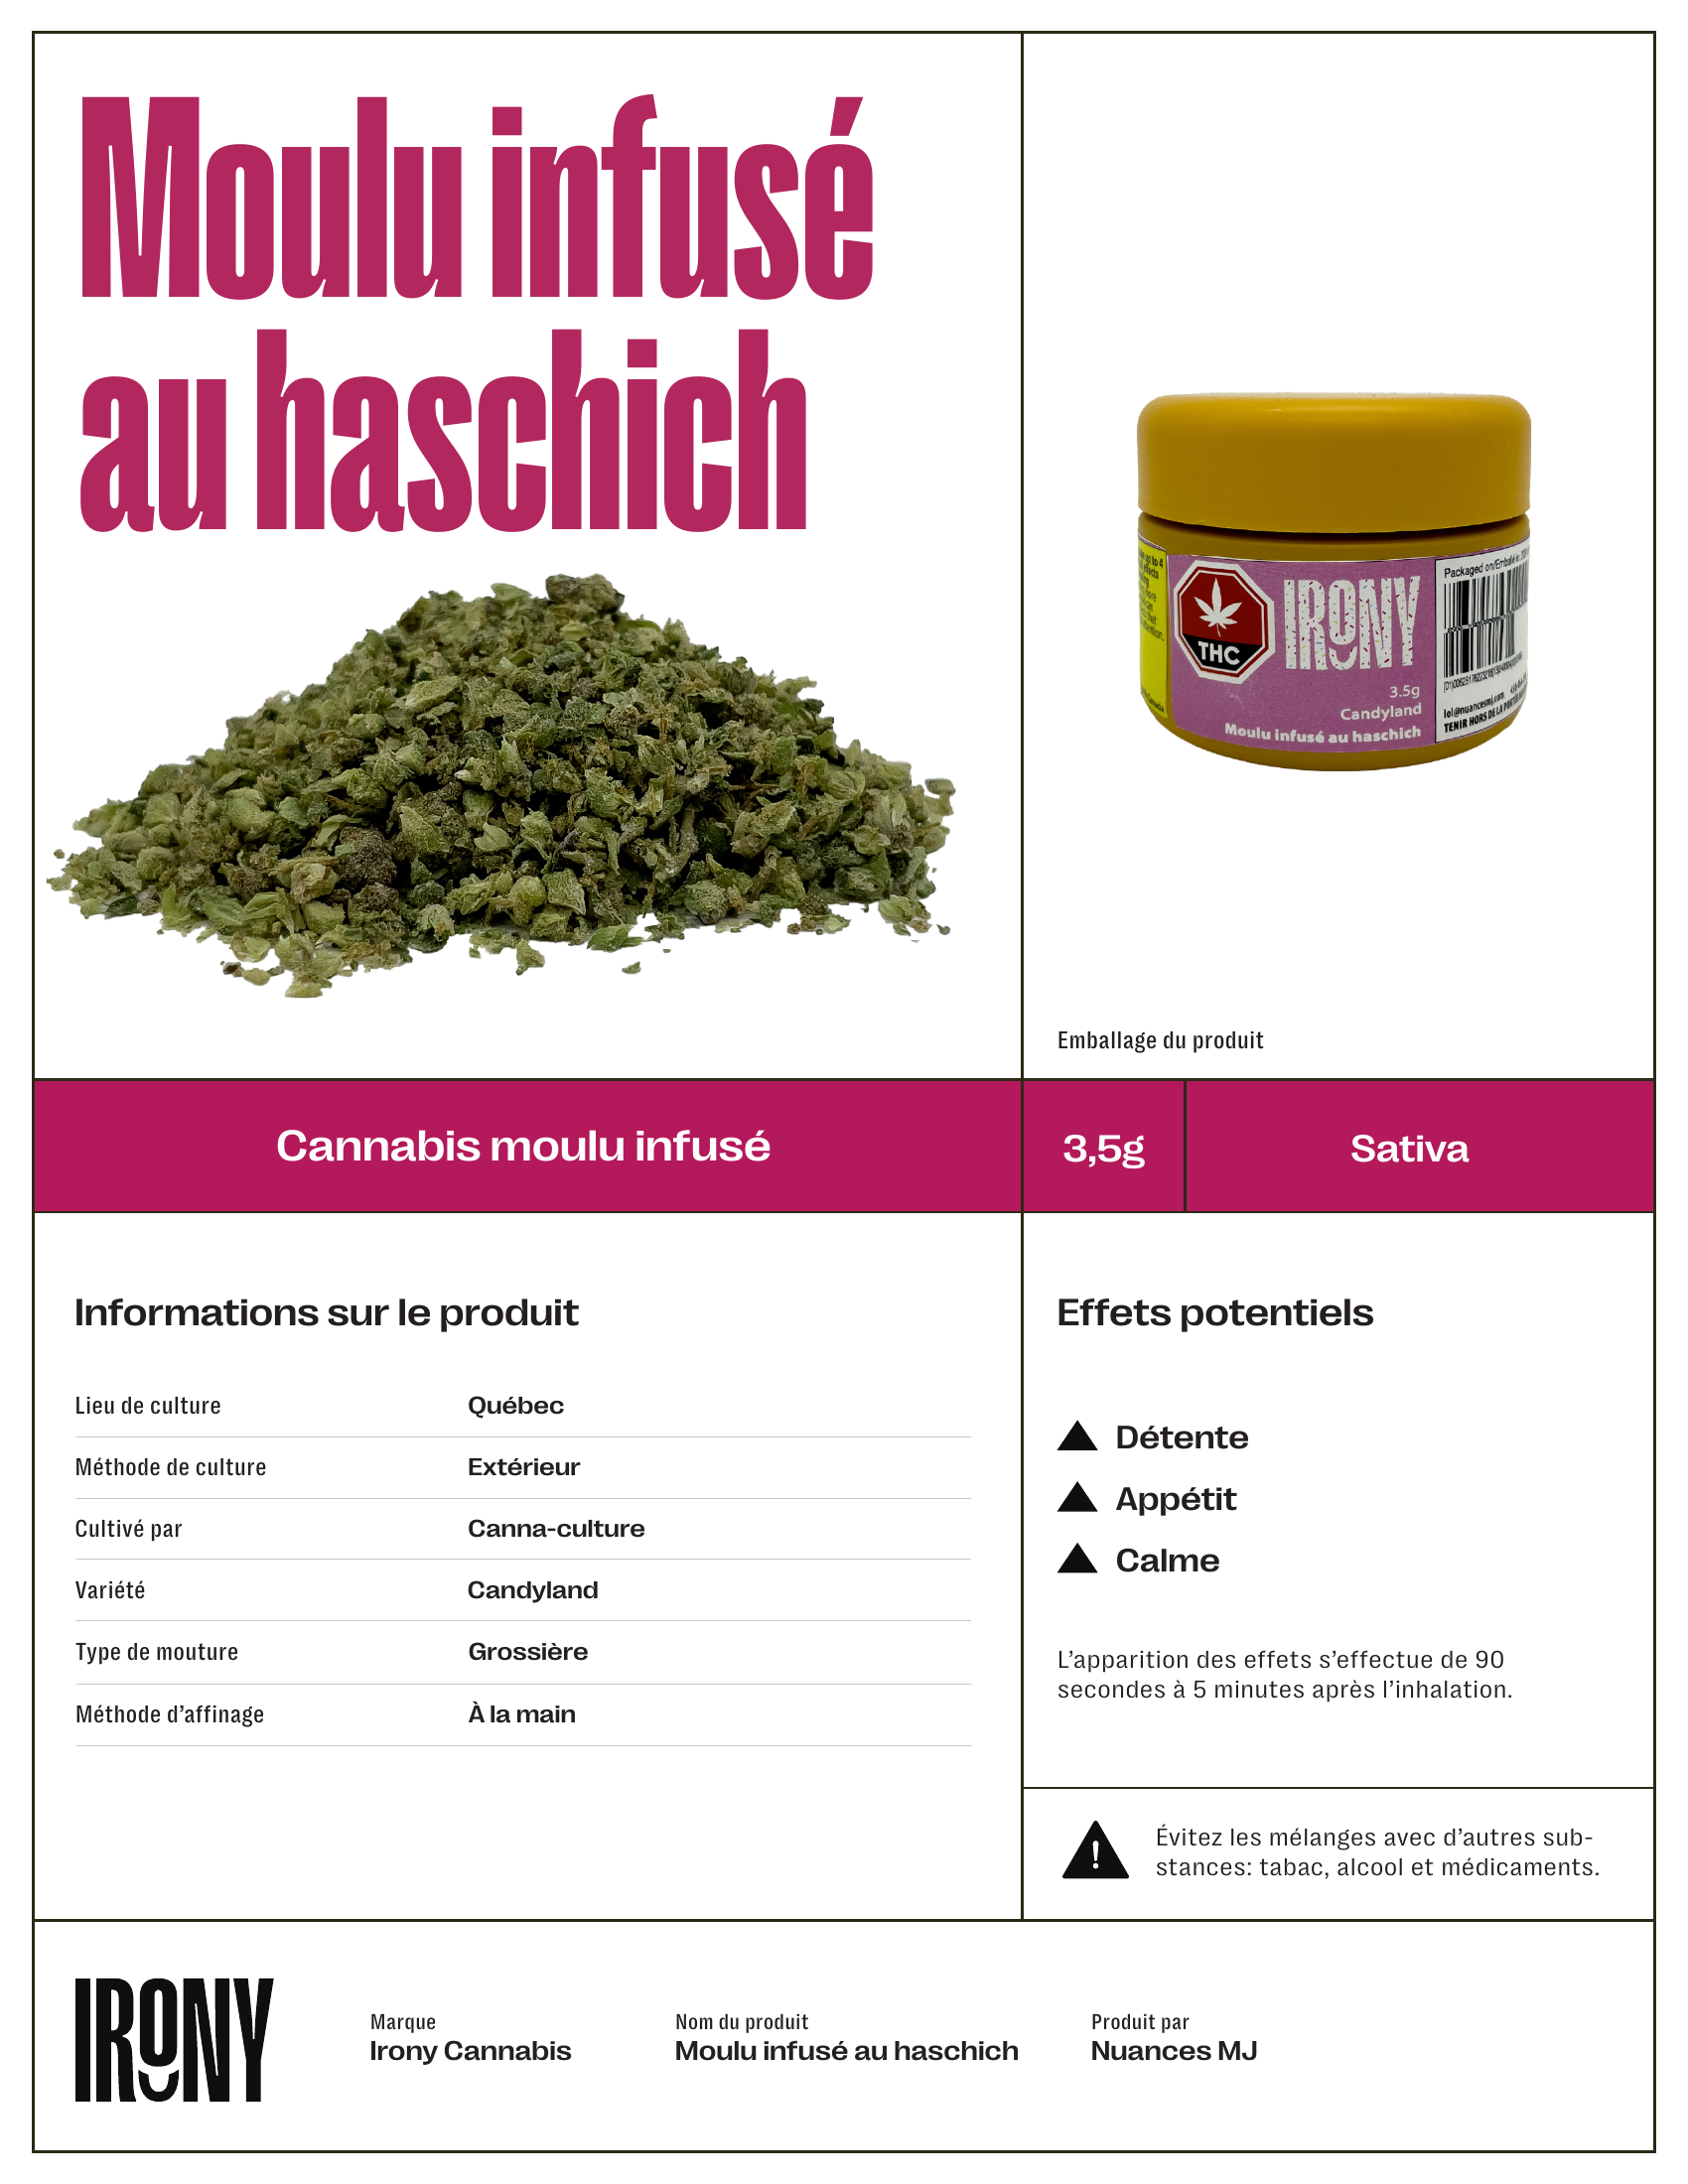 Moulu infusé
au haschich
THC
IRONY
3.5g
Candyland
Moulu infusé au haschich
Packaged on/Emballé le:
lol@nuancesmj.com
TENIR HORS DE LA
Emballage du produit
Cannabis moulu infusé
3,5g
Sativa
Informations sur le produit
Lieu de culture Québec
Méthode de culture Extérieur
Cultivé par Canna-culture
Variété Candyland
Type de mouture Grossière
Méthode d’affinage À la main
Effets potentiels
Détente
Appétit
Calme
L’apparition des effets s’effectue de 90
secondes à 5 minutes après l’inhalation.
Évitez les mélanges avec d’autres sub-
stances: tabac, alcool et médicaments.
IRONY
Marque
Irony Cannabis
Nom du produit
Moulu infusé au haschich
Produit par
Nuances MJ